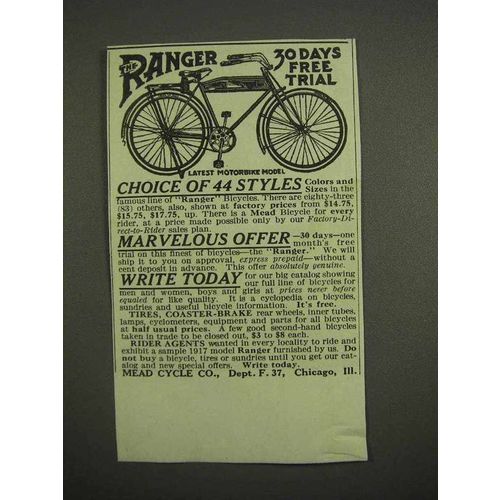 THE RANGER
30 DAYS
FREE
TRIAL
LATEST MOTORBIKE MODEL
CHOICE OF 44 STYLES Colors and
Sizes in the
famous line of "Ranger" Bicycles. There are eighty-three
(83) others, also, shown at factory prices from $14.75,
$15.75, $17.75, up. There is a Mead Bicycle for every
rider, at a price made possible only by our Factory-Di-
rect-to-Rider sales plan.
MARVELOUS OFFER —30 days—one
month's free
trial on this finest of bicycles—the "Ranger." We will
ship it to you on approval, express prepaid—without a
cent deposit in advance. This offer absolutely genuine.
WRITE TODAY for our big catalog showing
our full line of bicycles for
men and women, boys and girls at prices never before
equaled for like quality. It is a cyclopedia on bicycles,
sundries and useful bicycle information. It's free.
TIRES, COASTER-BRAKE rear wheels, inner tubes,
lamps, cyclometers, equipment and parts for all bicycles
at half usual prices. A few good second-hand bicycles
taken in trade to be closed out, $3 to $8 each.
RIDER AGENTS wanted in every locality to ride and
exhibit a sample 1917 model Ranger furnished by us. Do
not buy a bicycle, tires or sundries until you get our cat-
alog and new special offers. Write today.
MEAD CYCLE CO., Dept. F. 37, Chicago, Ill.